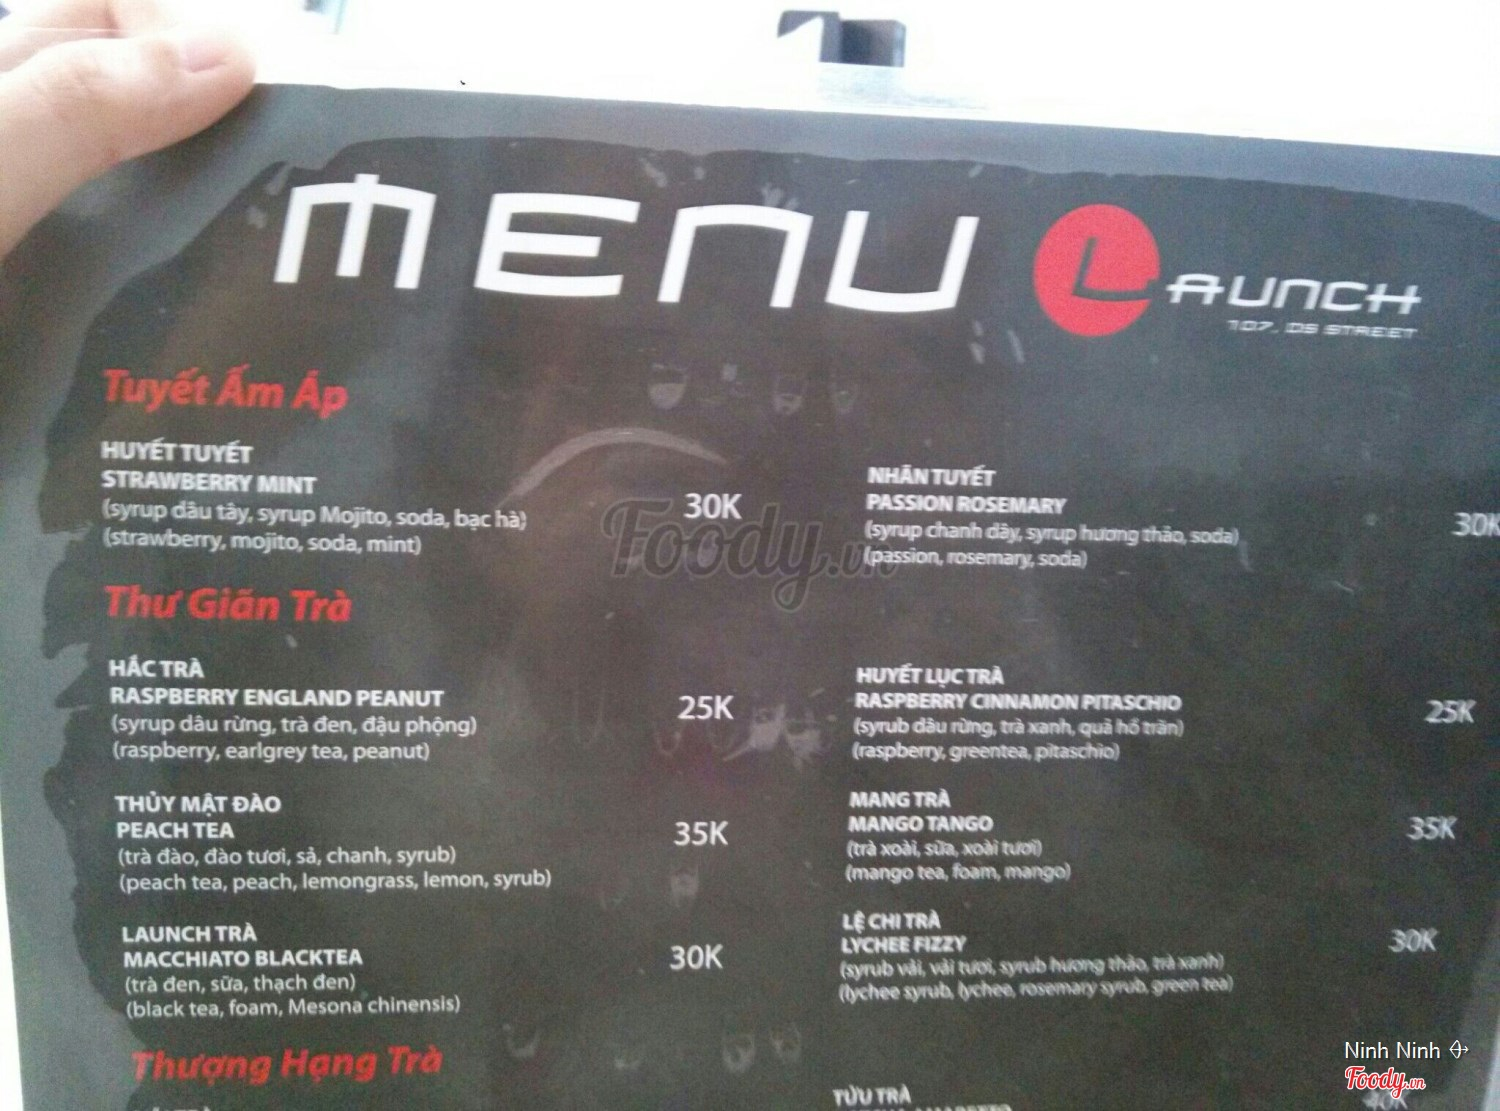 MENU
LAUNCH
107, D5 STREET
Tuyết Ấm Áp
HUYẾT TUYẾT
STRAWBERRY MINT
(syrup dâu tây, syrup Mojito, soda, bạc hà)
(strawberry, mojito, soda, mint)
30K
NHÃN TUYẾT
PASSION ROSEMARY
(syrup chanh dây, syrup hương thảo, soda)
(passion, rosemary, soda)
30K
Foody.vn
Thư Giãn Trà
HẮC TRÀ
RASPBERRY ENGLAND PEANUT
(syrup dâu rừng, trà đen, đậu phộng)
(raspberry, earlgrey tea, peanut)
25K
HUYẾT LỤC TRÀ
RASPBERRY CINNAMON PITASCHIO
(syrub dâu rừng, trà xanh, quả hồ trăn)
(raspberry, greentea, pitaschio)
25K
THỦY MẬT ĐÀO
PEACH TEA
(trà đào, đào tươi, sả, chanh, syrub)
(peach tea, peach, lemongrass, lemon, syrub)
35K
MANG TRÀ
MANGO TANGO
(trà xoài, sữa, xoài tươi)
(mango tea, foam, mango)
35K
LAUNCH TRÀ
MACCHIATO BLACKTEA
(trà đen, sữa, thạch đen)
(black tea, foam, Mesona chinensis)
30K
LỆ CHI TRÀ
LYCHEE FIZZY
(syrub vải, vải tươi, syrub hương thảo, trà xanh)
(lychee syrub, lychee, rosemary syrub, green tea)
30K
Thượng Hạng Trà
TỬU TRÀ
40K
Ninh Ninh
Foody.vn